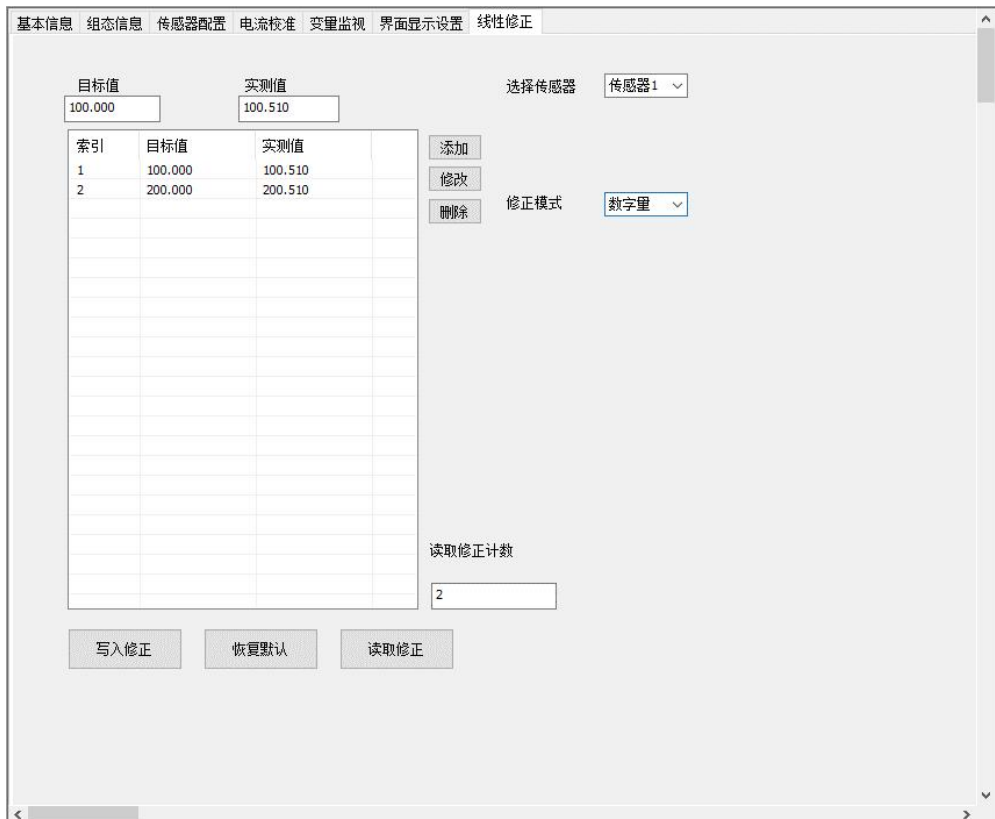 基本信息 组态信息 传感器配置 电流校准 变量监视 界面显示设置 线性修正
目标值 实测值 选择传感器 传感器1
100.000 100.510
索引 目标值 实测值 添加
1 100.000 100.510
修改
2 200.000 200.510
删除 修正模式 数字量
读取修正计数
2
写入修正 恢复默认 读取修正